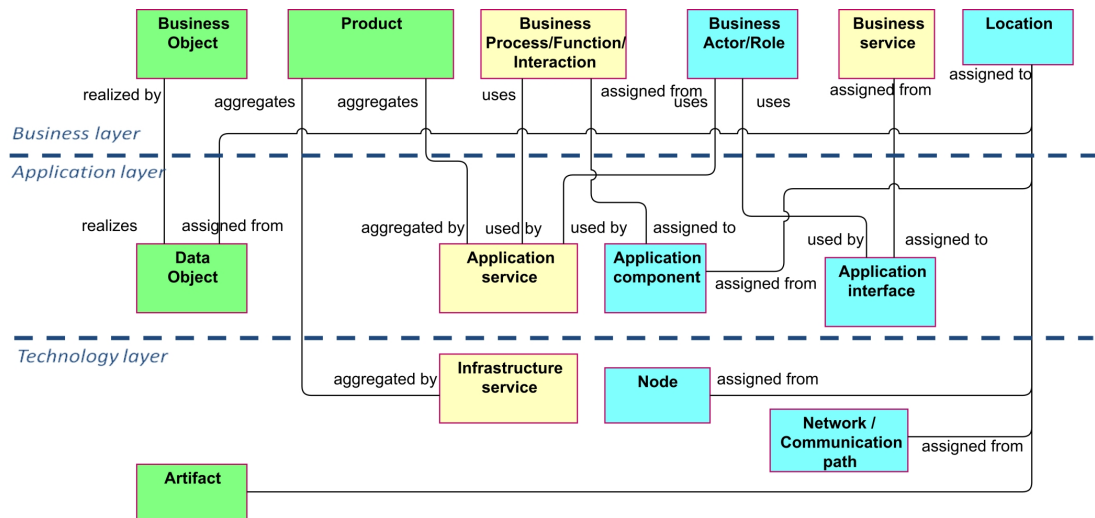 Business
Object
Product
Business
Process/Function/
Interaction
Business
Actor/Role
Business
service
Location
realized by
aggregates
aggregates
uses
assigned from
uses
uses
assigned from
assigned to
Business layer
Application layer
realizes
assigned from
aggregated by
used by
used by
assigned to
used by
assigned to
Data
Object
Application
service
Application
component
assigned from
Application
interface
Technology layer
aggregated by
Infrastructure
service
Node
assigned from
Network /
Communication
path
assigned from
Artifact